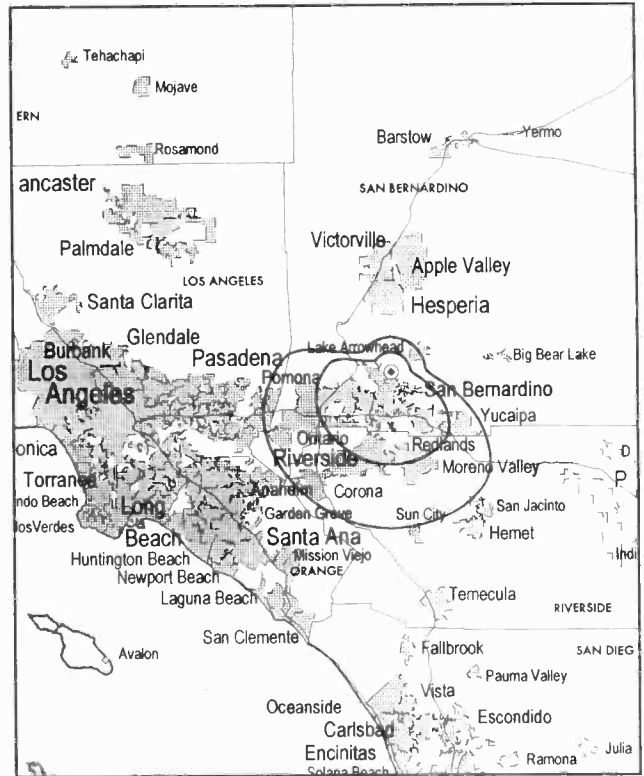 Tehachapi
Mojave
ERN
Rosamond
Barstow
Yermo
ancaster
SAN BERNARDINO
Palmdale
Victorville
Apple Valley
LOS ANGELES
Santa Clarita
Hesperia
Glendale
Burbank
Pasadena
Lake Arrowhead
Big Bear Lake
Los
Angeles
Pomona
San Bernardino
Yucaipa
onica
Ontario
Redlands
D
Riverside
Moreno Valley
P
Torrance
Anaheim
Corona
ndo Beach
Long
Garden Grove
Sun City
San Jacinto
losVerdes
Beach
Santa Ana
Hemet
Indi
Huntington Beach
Mission Viejo
Newport Beach
ORANGE
Laguna Beach
Temecula
RIVERSIDE
San Clemente
Avalon
Fallbrook
SAN DIEG
Pauma Valley
Vista
Oceanside
Escondido
Carlsbad
Encinitas
Julia
Ramona
Solana Beach